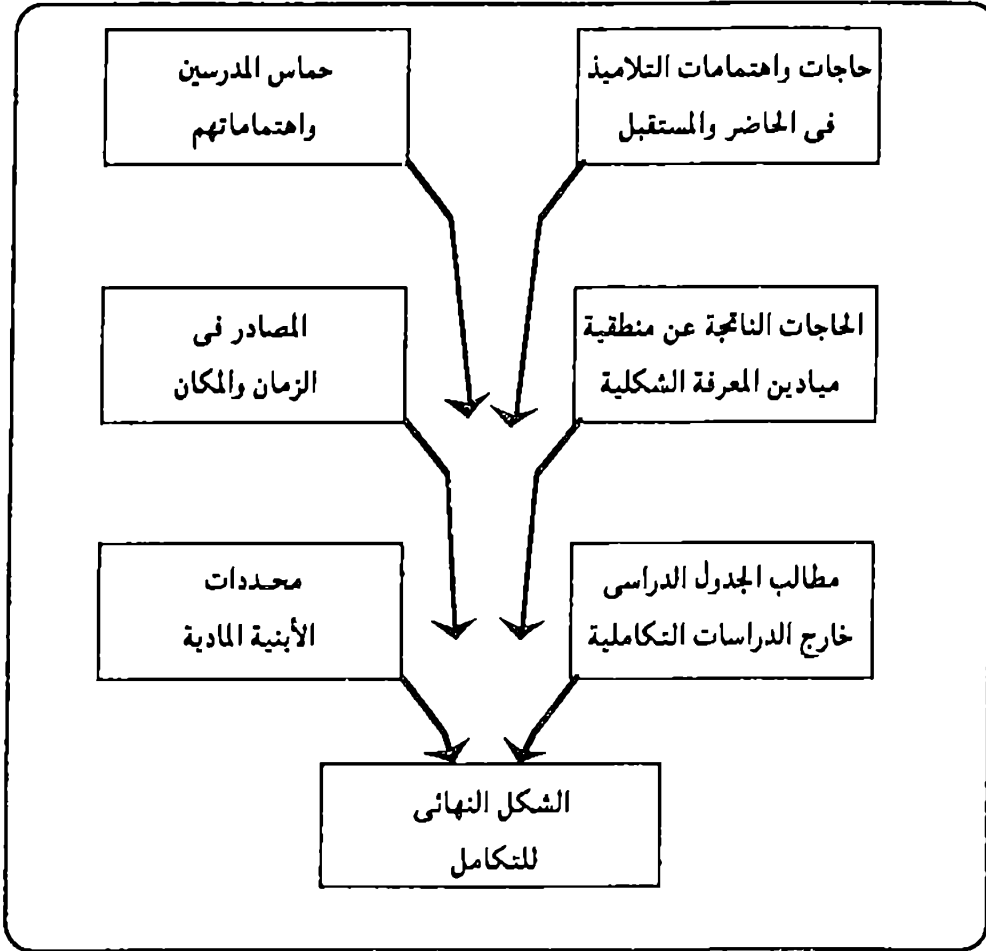 حاجات واهتمامات التلاميذ
فى الحاضر والمستقبل
حماس المدرسين
واهتماماتهم
الحاجات الناتجة عن منطقية
ميادين المعرفة الشكلية
المصادر فى
الزمان والمكان
مطالب الجدول الدراسى
خارج الدراسات التكاملية
محددات
الأبنية المادية
الشكل النهائى
للتكامل